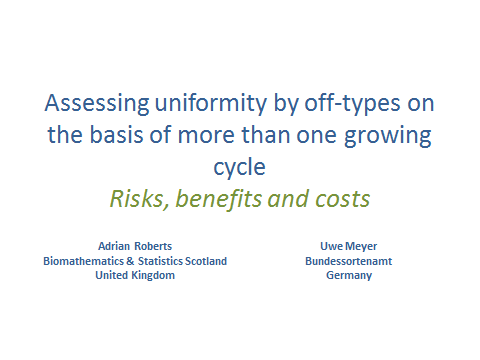 Assessing uniformity by off-types on
the basis of more than one growing
cycle
Risks, benefits and costs
Adrian Roberts
Biomathematics & Statistics Scotland
United Kingdom
Uwe Meyer
Bundessortenamt
Germany